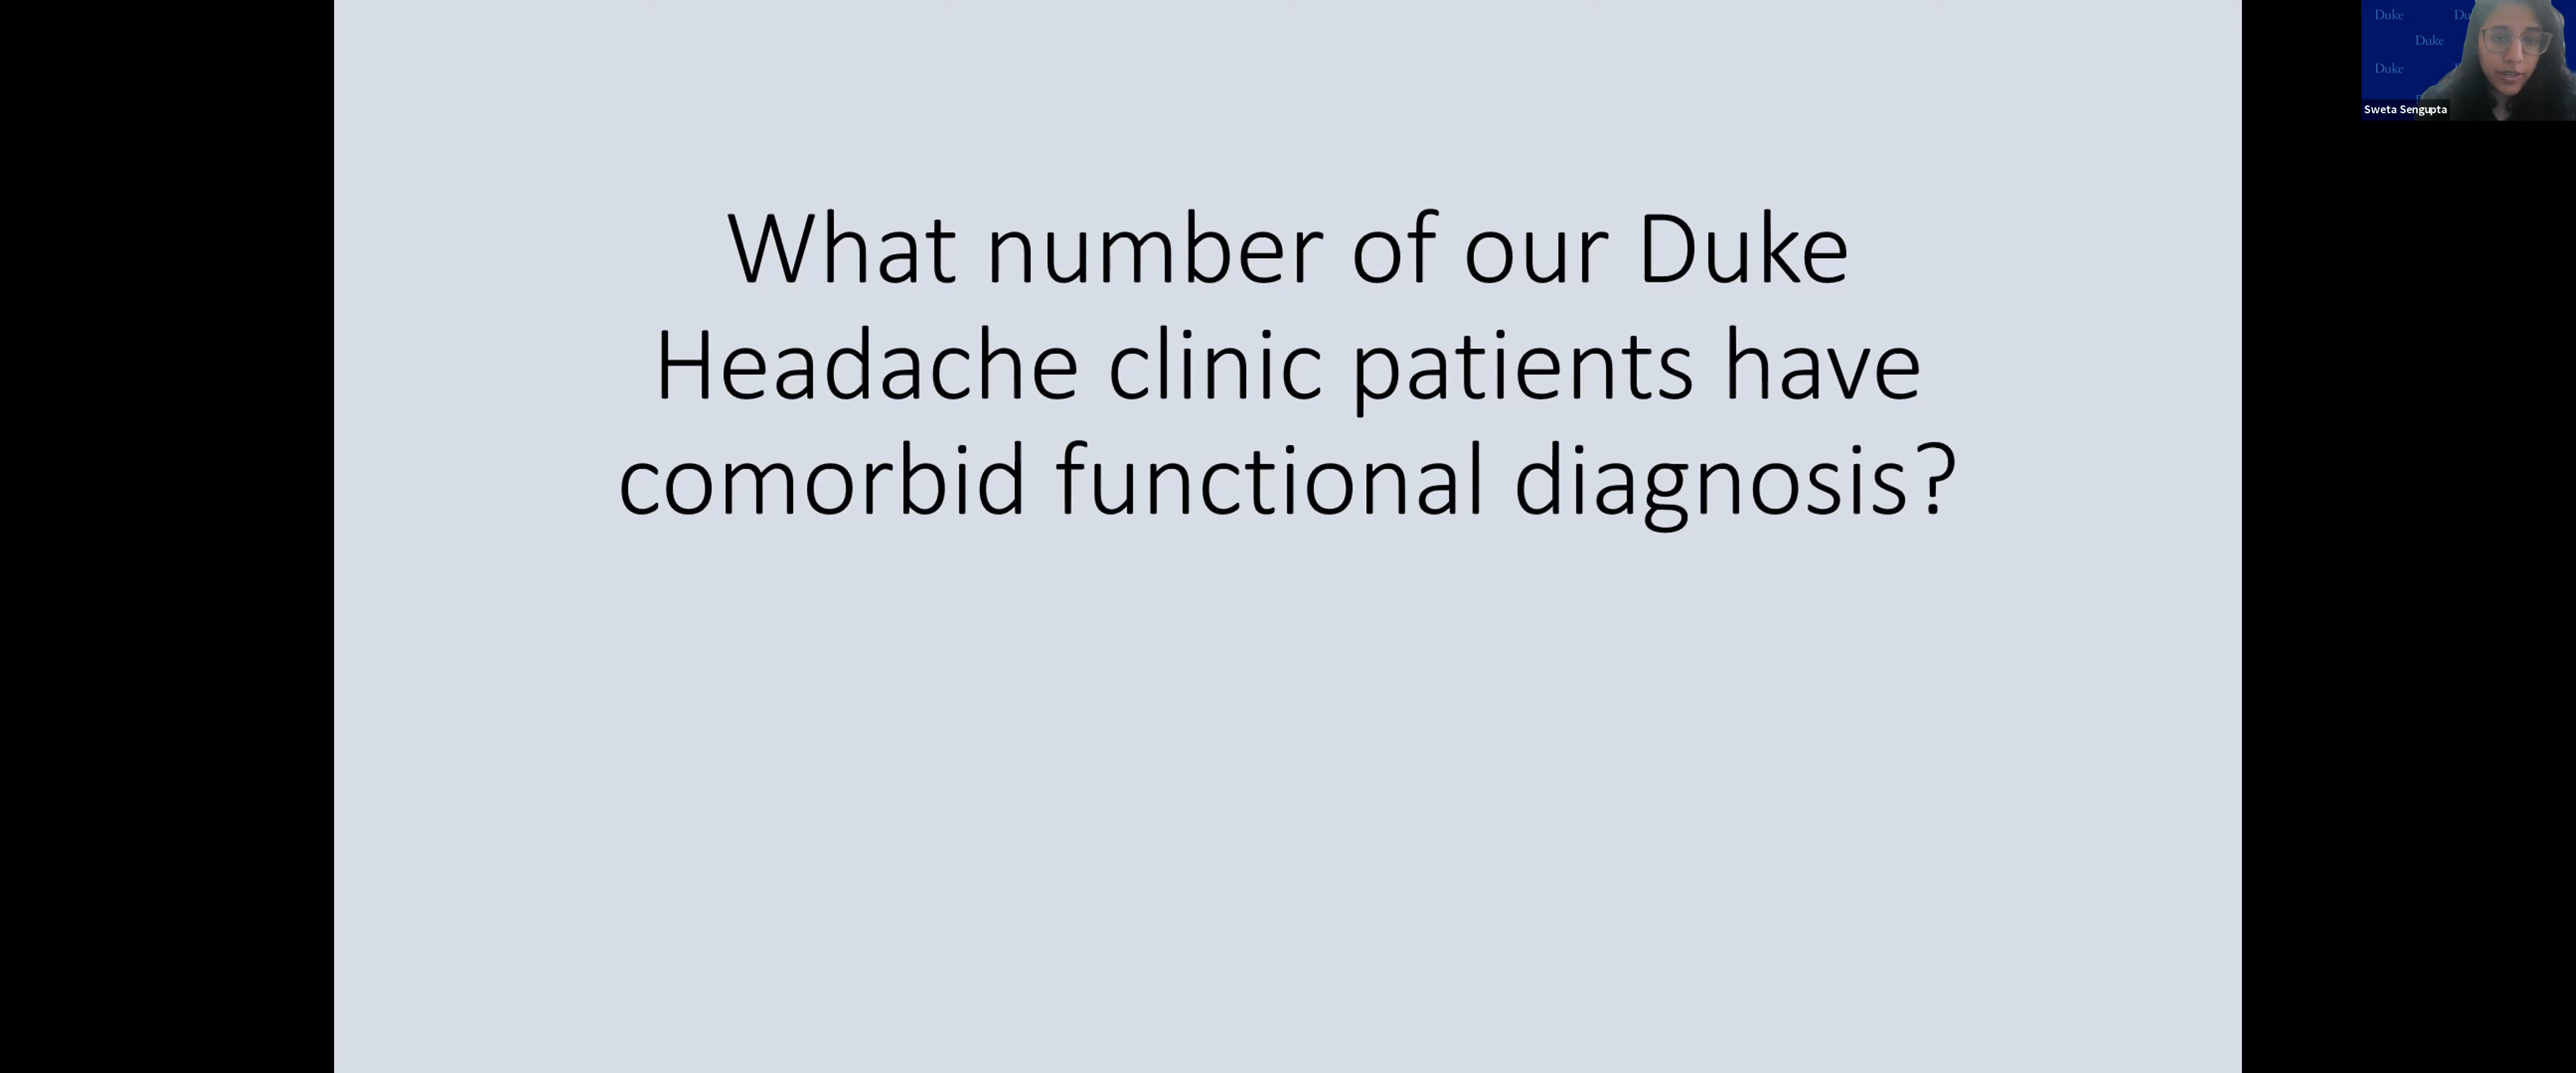 What number of our Duke
Headache clinic patients have
comorbid functional diagnosis?
Duke
Duke
Duke
Sweta Sengupta